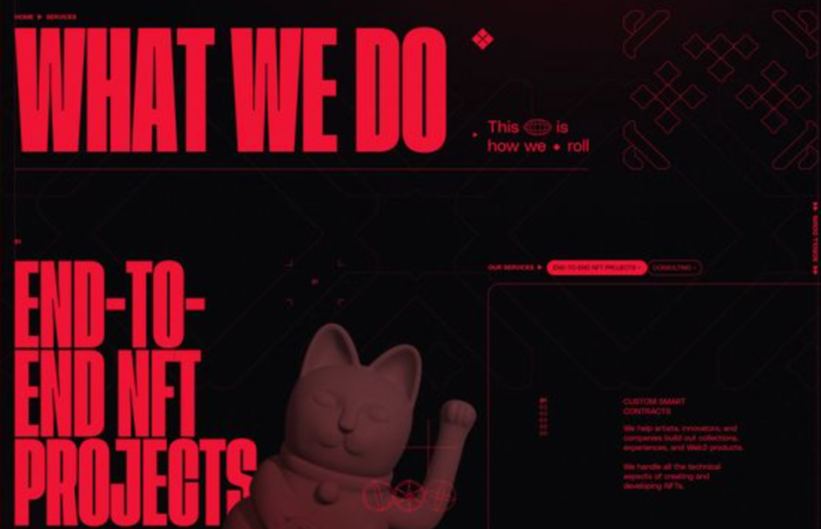 HOME ▶ SERVICES
WHAT WE DO
This is
how we • roll
SCROLL DOWN
OUR SERVICES ▶ END-TO-END NFT PROJECTS CONSULTING
END-TO-
END NFT
PROJECTS
CUSTOM SMART
CONTRACTS
We help artists, innovators, and
companies build out collections,
experiences, and Web3 products.
We handle all the technical
aspects of creating and
developing NFTs.